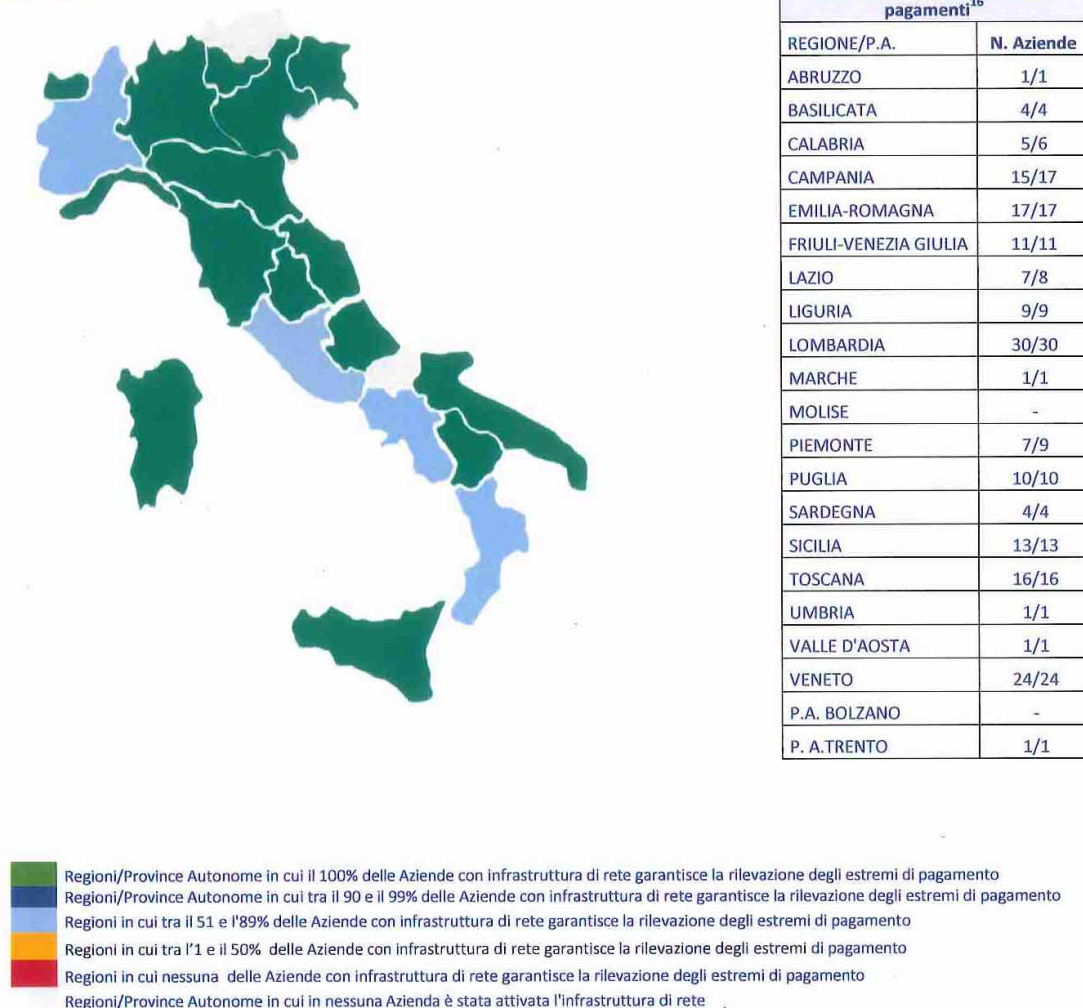 pagamenti16
REGIONE/P.A. N. Aziende
ABRUZZO 1/1
BASILICATA 4/4
CALABRIA 5/6
CAMPANIA 15/17
EMILIA-ROMAGNA 17/17
FRIULI-VENEZIA GIULIA 11/11
LAZIO 7/8
LIGURIA 9/9
LOMBARDIA 30/30
MARCHE 1/1
MOLISE -
PIEMONTE 7/9
PUGLIA 10/10
SARDEGNA 4/4
SICILIA 13/13
TOSCANA 16/16
UMBRIA 1/1
VALLE D'AOSTA 1/1
VENETO 24/24
P.A. BOLZANO -
P. A.TRENTO 1/1
Regioni/Province Autonome in cui il 100% delle Aziende con infrastruttura di rete garantisce la rilevazione degli estremi di pagamento
Regioni/Province Autonome in cui tra il 90 e il 99% delle Aziende con infrastruttura di rete garantisce la rilevazione degli estremi di pagamento
Regioni in cui tra il 51 e l'89% delle Aziende con infrastruttura di rete garantisce la rilevazione degli estremi di pagamento
Regioni in cui tra l'1 e il 50% delle Aziende con infrastruttura di rete garantisce la rilevazione degli estremi di pagamento
Regioni in cui nessuna delle Aziende con infrastruttura di rete garantisce la rilevazione degli estremi di pagamento
Regioni/Province Autonome in cui in nessuna Azienda è stata attivata l'infrastruttura di rete